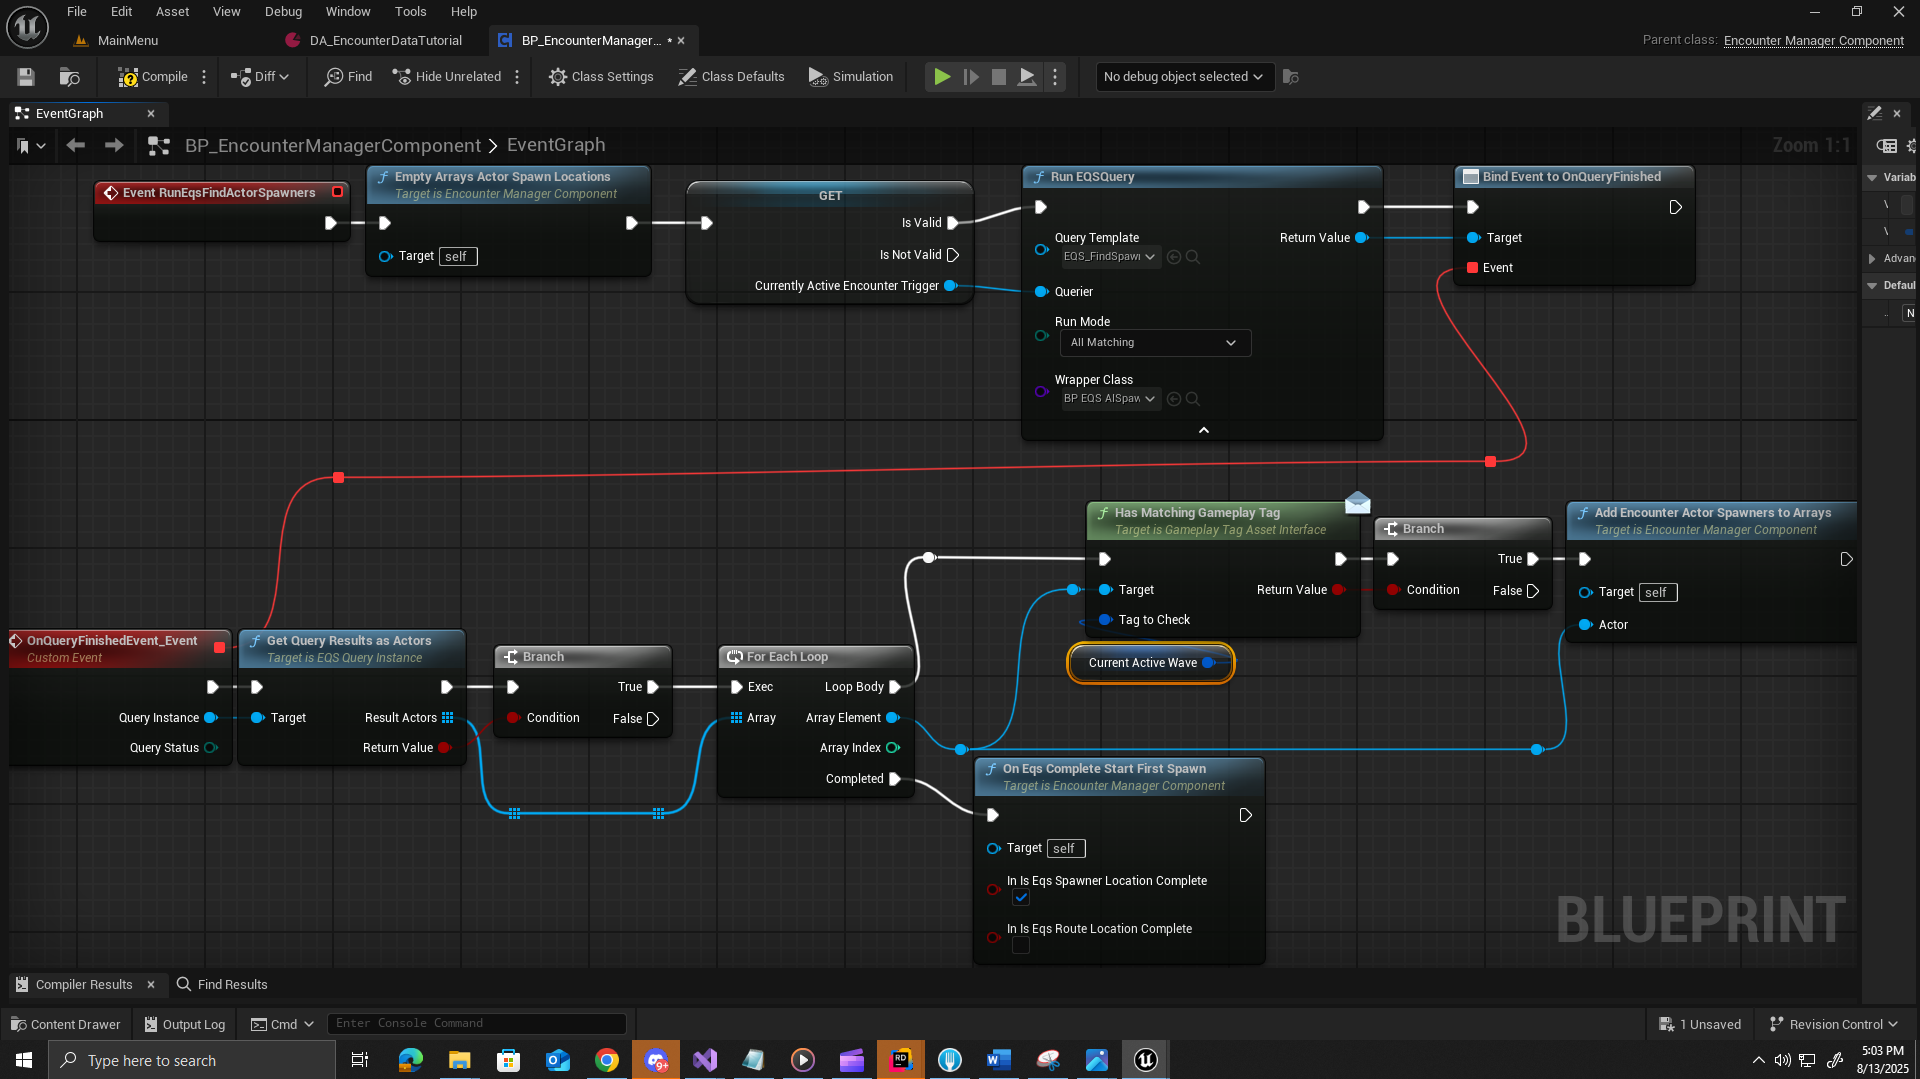 File Edit Asset View Debug Window Tools Help
MainMenu
DA_EncounterDataTutorial
BP_EncounterManager... *
Parent class: Encounter Manager Component
Compile
Diff
Find
Hide Unrelated
Class Settings
Class Defaults
Simulation
No debug object selected
EventGraph
BP_EncounterManagerComponent > EventGraph
Zoom 1:1
Variab
Advan
Defaul
N
Event RunEqsFindActorSpawners
Empty Arrays Actor Spawn Locations
Target is Encounter Manager Component
Target self
GET
Is Valid
Is Not Valid
Currently Active Encounter Trigger
Run EQSQuery
Query Template
EQS_FindSpawı
Return Value
Querier
Run Mode
All Matching
Wrapper Class
BP EQS AISpaw
Bind Event to OnQueryFinished
Target
Event
Has Matching Gameplay Tag
Target is Gameplay Tag Asset Interface
Target
Return Value
Tag to Check
Current Active Wave
Branch
True
Condition
False
Add Encounter Actor Spawners to Arrays
Target is Encounter Manager Component
Target self
Actor
OnQueryFinishedEvent_Event
Custom Event
Query Instance
Query Status
Get Query Results as Actors
Target is EQS Query Instance
Target
Result Actors
Return Value
Branch
True
Condition
False
For Each Loop
Exec
Loop Body
Array
Array Element
Array Index
Completed
On Eqs Complete Start First Spawn
Target is Encounter Manager Component
Target self
In Is Eqs Spawner Location Complete
In Is Eqs Route Location Complete
BLUEPRINT
Compiler Results
Find Results
Content Drawer
Output Log
Cmd
Enter Console Command
1 Unsaved
Revision Control
Type here to search
9+
RD
5:03 PM
8/13/2025